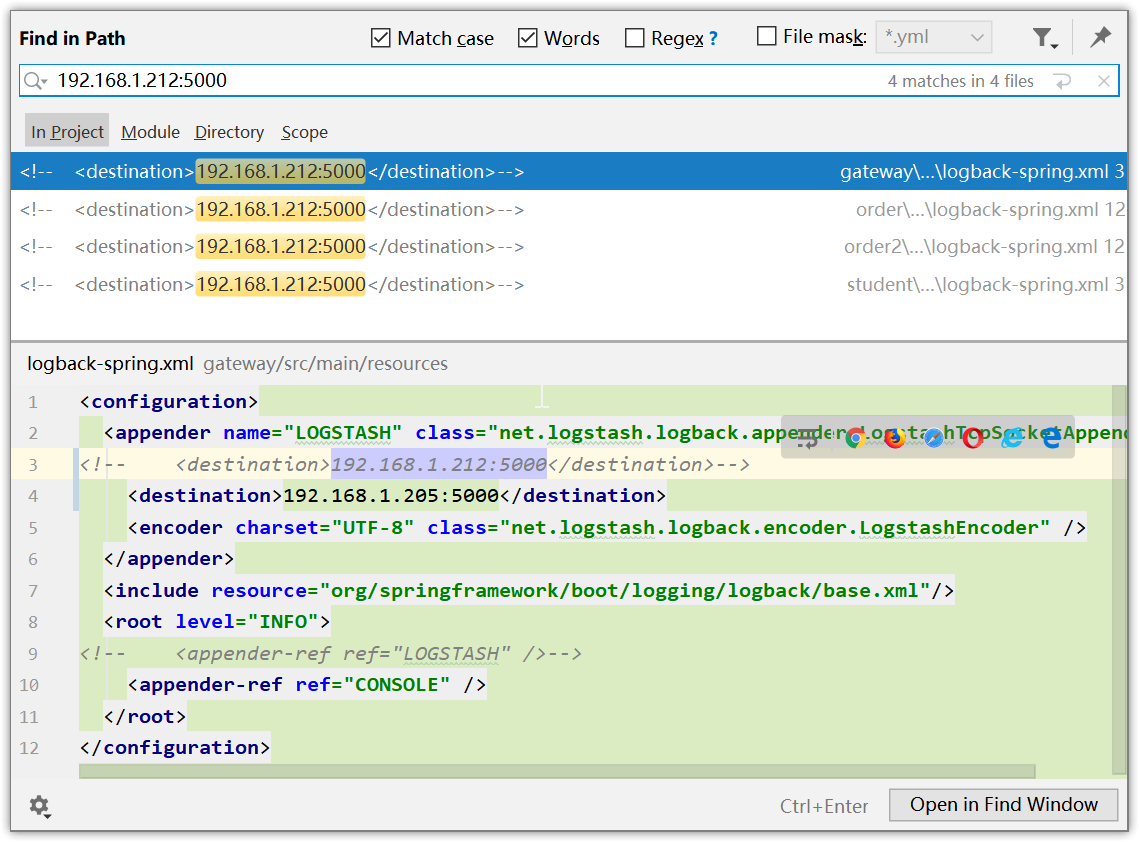 Find in Path
Match case
Words
Regex ?
File mask:
*.yml
192.168.1.212:5000
4 matches in 4 files
In Project
Module
Directory
Scope
<!--    <destination>192.168.1.212:5000</destination>-->
gateway\...\logback-spring.xml 3
<!--    <destination>192.168.1.212:5000</destination>-->
order\...\logback-spring.xml 12
<!--    <destination>192.168.1.212:5000</destination>-->
order2\...\logback-spring.xml 12
<!--    <destination>192.168.1.212:5000</destination>-->
student\...\logback-spring.xml 3
logback-spring.xml gateway/src/main/resources
1 <configuration>
2 <appender name="LOGSTASH" class="net.logstash.logback.appender.LogstashTcpSocketAppend
3 <!--    <destination>192.168.1.212:5000</destination>-->
4 <destination>192.168.1.205:5000</destination>
5 <encoder charset="UTF-8" class="net.logstash.logback.encoder.LogstashEncoder" />
6 </appender>
7 <include resource="org/springframework/boot/logging/logback/base.xml"/>
8 <root level="INFO">
9 <!--    <appender-ref ref="LOGSTASH" />-->
10 <appender-ref ref="CONSOLE" />
11 </root>
12 </configuration>
Ctrl+Enter
Open in Find Window